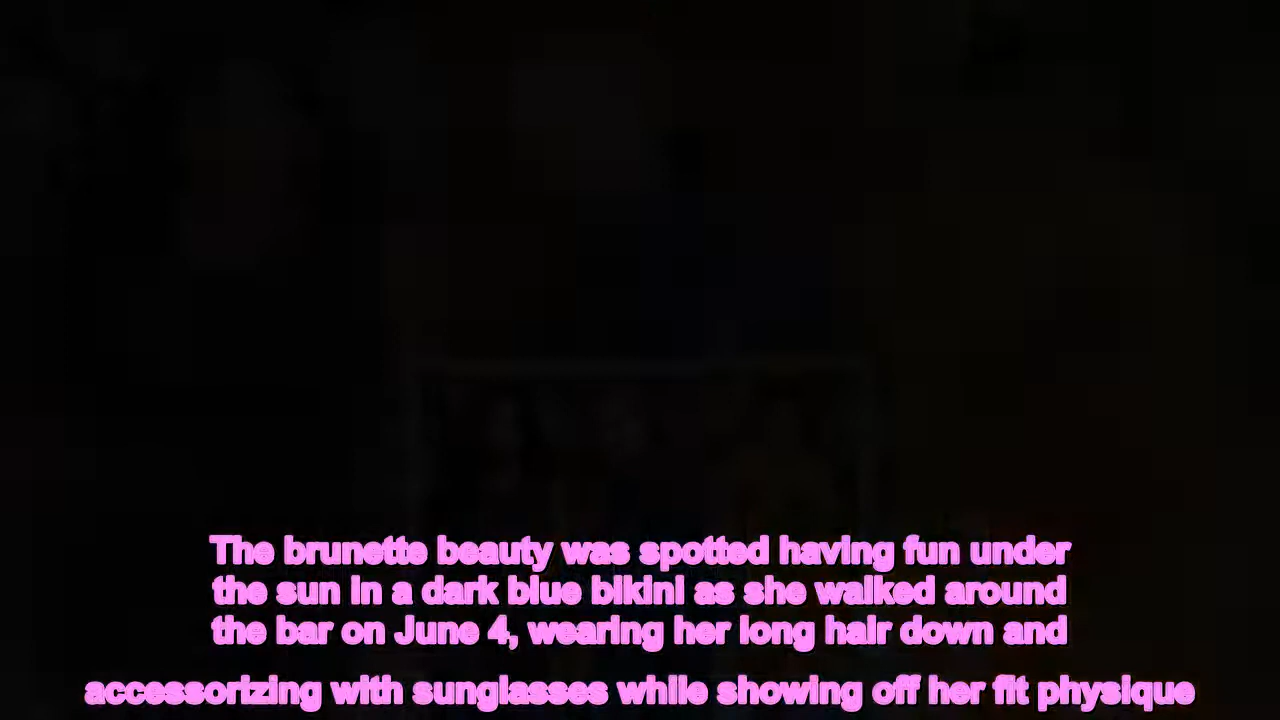 The brunette beauty was spotted having fun under
the sun in a dark blue bikini as she walked around
the bar on June 4, wearing her long hair down and
accessorizing with sunglasses while showing off her fit physique